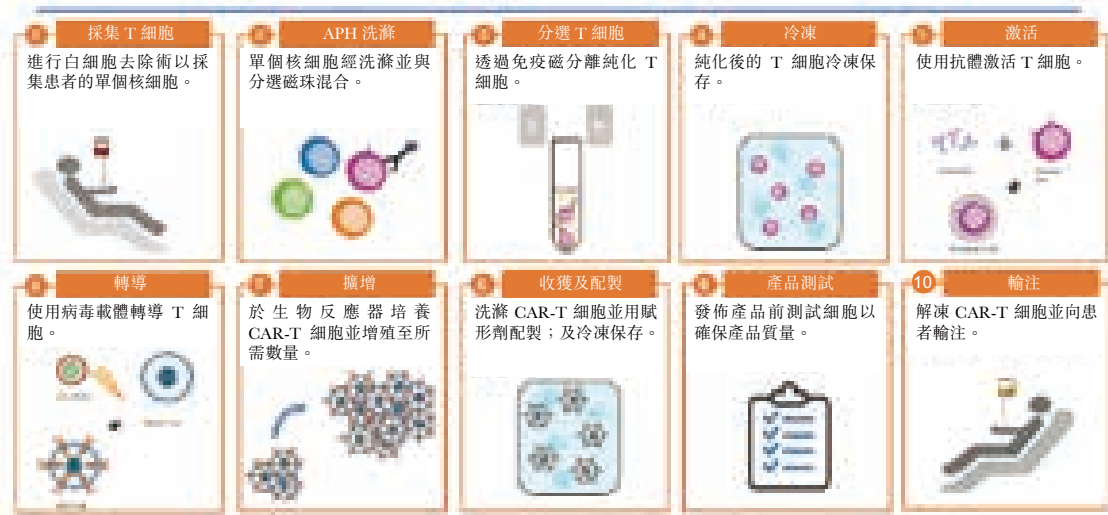 採集 T 細胞
進行白細胞去除術以採
集患者的單個核細胞。
APH 洗滌
單個核細胞經洗滌並與
分選磁珠混合。
分選 T 細胞
透過免疫磁分離純化 T
細胞。
冷凍
純化後的 T 細胞冷凍保
存。
激活
使用抗體激活 T 細胞。
轉導
使用病毒載體轉導 T 細
胞。
擴增
於生物反應器培養
CAR-T 細胞並增殖至所
需數量。
收獲及配製
洗滌 CAR-T 細胞並用賦
形劑配製；及冷凍保存。
產品測試
發佈產品前測試細胞以
確保產品質量。
10 輸注
解凍 CAR-T 細胞並向患
者輸注。